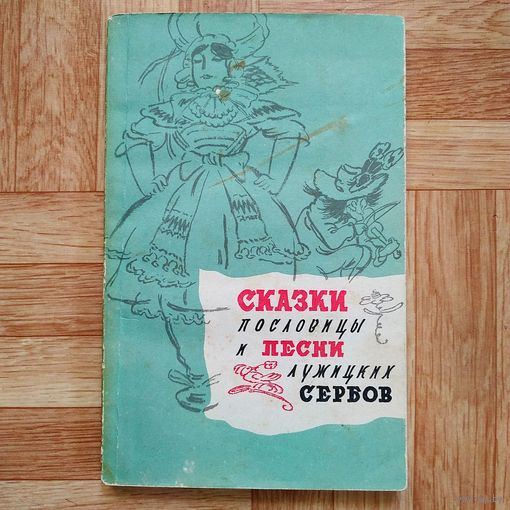 СКАЗКИ
ПОСЛОВИЦЫ
И ПЕСНИ
ЛУЖИЦКИХ
СЕРБОВ